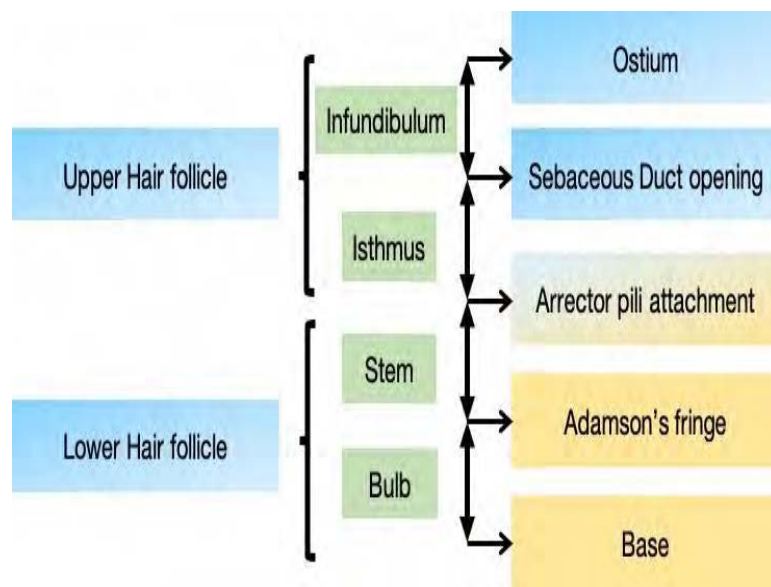 Ostium
Infundibulum
Upper Hair follicle
Sebaceous Duct opening
Isthmus
Arrector pili attachment
Stem
Adamson's fringe
Lower Hair follicle
Bulb
Base